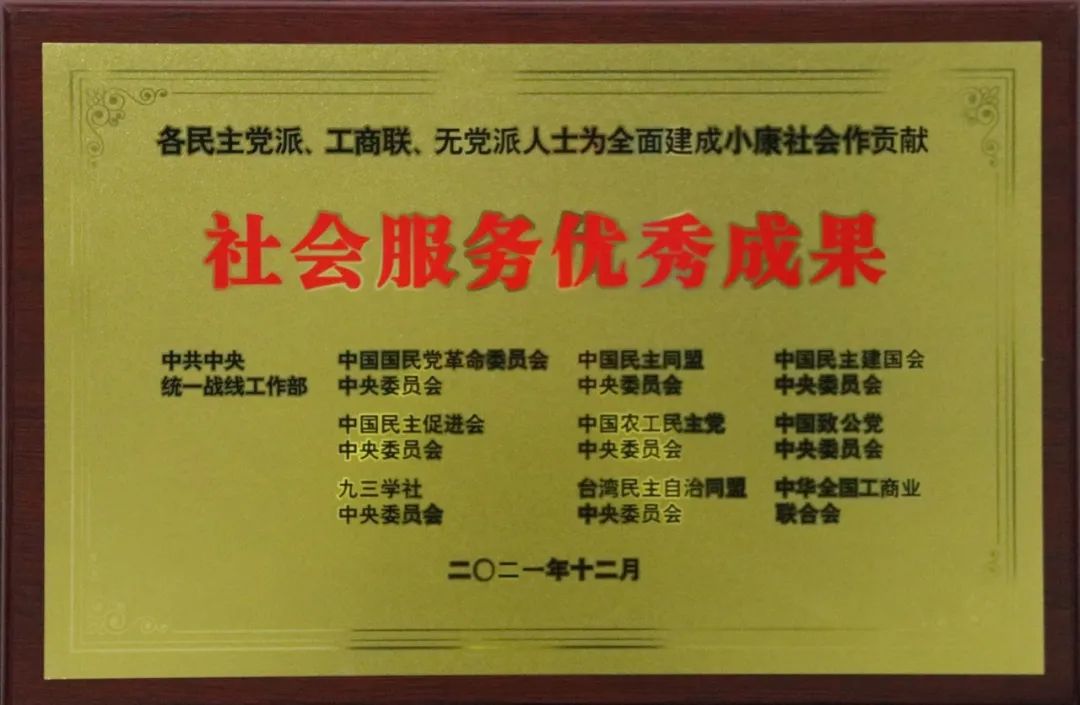 各民主党派、工商联、无党派人士为全面建成小康社会作贡献
社会服务优秀成果
中共中央
统一战线工作部
中国国民党革命委员会
中央委员会
中国民主同盟
中央委员会
中国民主建国会
中央委员会
中国民主促进会
中央委员会
中国农工民主党
中央委员会
中国致公党
中央委员会
九三学社
中央委员会
台湾民主自治同盟
中央委员会
中华全国工商业
联合会
二〇二一年十二月